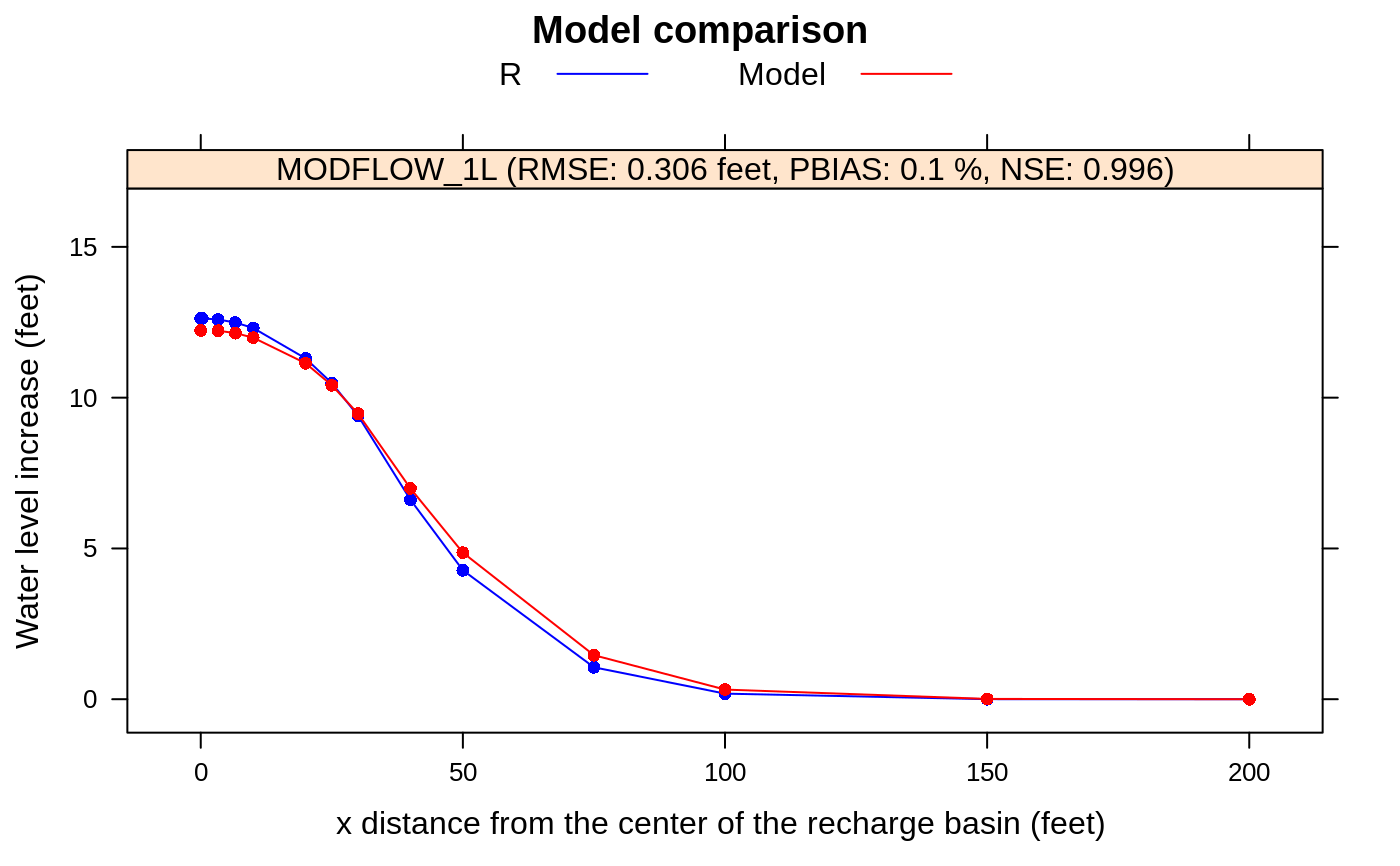 Model comparison
R Model
MODFLOW_1L (RMSE: 0.306 feet, PBIAS: 0.1 %, NSE: 0.996)
Water level increase (feet)
15
10
5
0
0 50 100 150 200
x distance from the center of the recharge basin (feet)